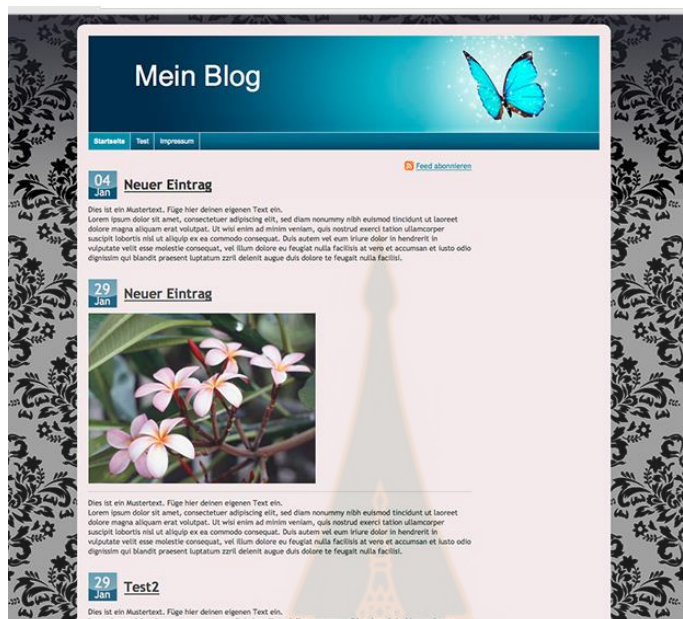 Mein Blog
Startseite Test Impressum
Feed abonnieren
04
Jan
Neuer Eintrag
Dies ist ein Mustertext. Füge hier deinen eigenen Text ein.
Lorem ipsum dolor sit amet, consectetuer adipiscing elit, sed diam nonummy nibh euismod tincidunt ut laoreet
dolore magna aliquam erat volutpat. Ut wisi enim ad minim veniam, quis nostrud exerci tation ullamcorper
suscipit lobortis nisl ut aliquip ex ea commodo consequat. Duis autem vel eum iriure dolor in hendrerit in
vulputate velit esse molestie consequat, vel illum dolore eu feugiat nulla facilisis at vero et accumsan et iusto odio
dignissim qui blandit praesent luptatum zzril delenit augue duis dolore te feugait nulla facilisi.
29
Jan
Neuer Eintrag
Dies ist ein Mustertext. Füge hier deinen eigenen Text ein.
Lorem ipsum dolor sit amet, consectetuer adipiscing elit, sed diam nonummy nibh euismod tincidunt ut laoreet
dolore magna aliquam erat volutpat. Ut wisi enim ad minim veniam, quis nostrud exerci tation ullamcorper
suscipit lobortis nisl ut aliquip ex ea commodo consequat. Duis autem vel eum iriure dolor in hendrerit in
vulputate velit esse molestie consequat, vel illum dolore eu feugiat nulla facilisis at vero et accumsan et iusto odio
dignissim qui blandit praesent luptatum zzril delenit augue duis dolore te feugait nulla facilisi.
29
Jan
Test2
Dies ist ein Mustertext. Füge hier deinen eigenen Text ein.